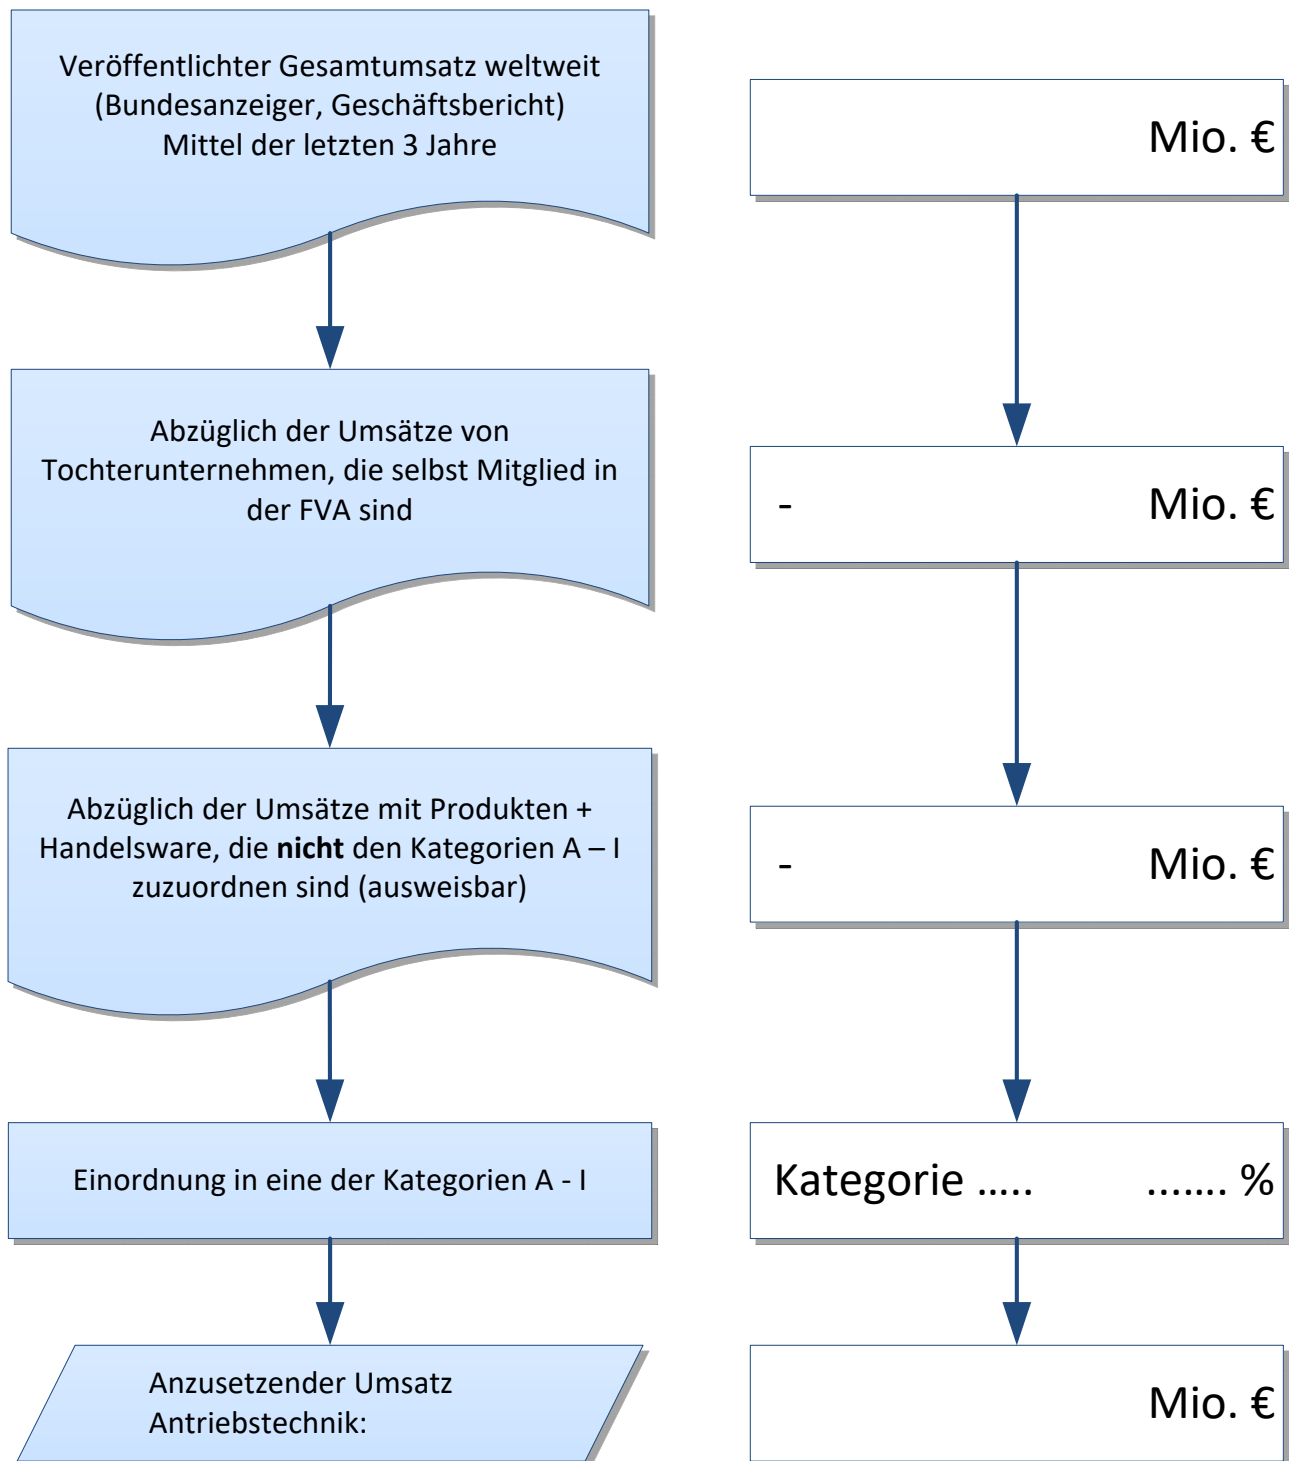 Veröffentlichter Gesamtumsatz weltweit
(Bundesanzeiger, Geschäftsbericht)
Mittel der letzten 3 Jahre
Mio. €
Abzüglich der Umsätze von
Tochterunternehmen, die selbst Mitglied in
der FVA sind
- Mio. €
Abzüglich der Umsätze mit Produkten +
Handelsware, die nicht den Kategorien A – I
zuzuordnen sind (ausweisbar)
- Mio. €
Einordnung in eine der Kategorien A - I
Kategorie ..... ....... %
Anzusetzender Umsatz
Antriebstechnik:
Mio. €